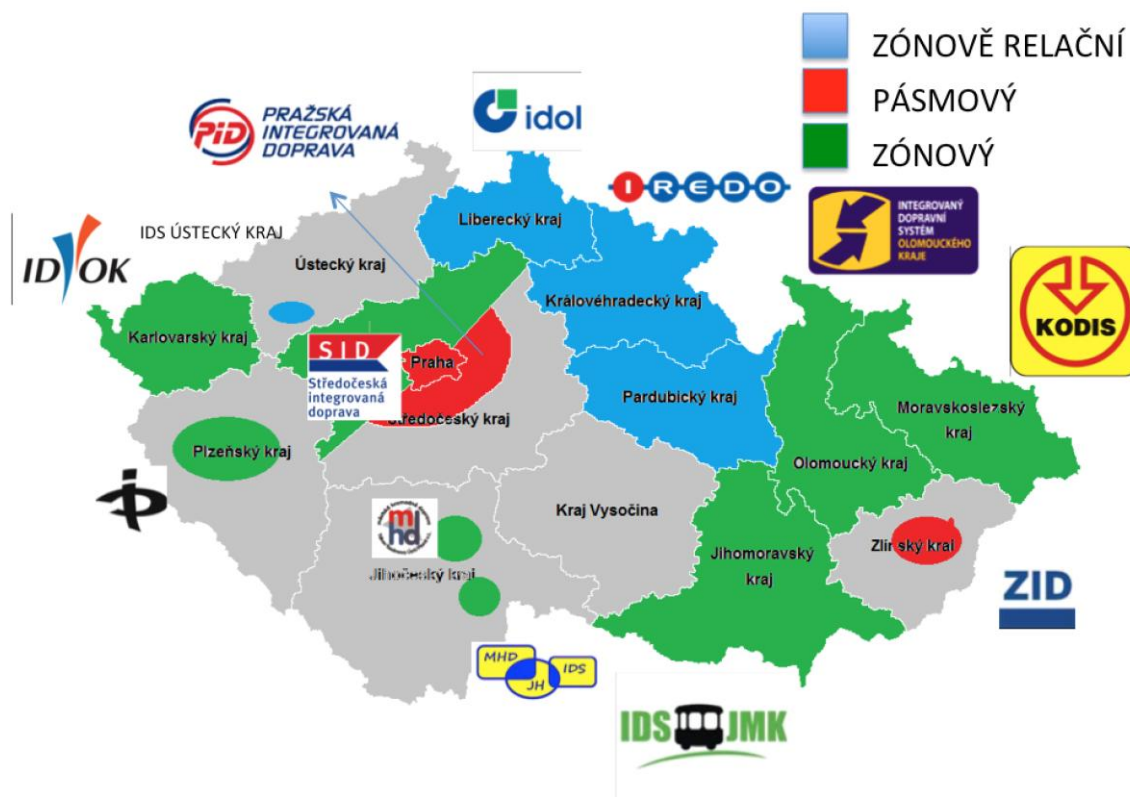 ZÓNOVĚ RELAČNÍ
PÁSMOVÝ
ZÓNOVÝ
PiD PRAŽSKÁ
INTEGROVANÁ
DOPRAVA
idol
IREDO
INTEGROVANÝ
DOPRAVNÍ
SYSTÉM
OLOMOUCKÉHO
KRAJE
KODIS
IDOK
IDS ÚSTECKÝ KRAJ
Liberecký kraj
Ústecký kraj
Královéhradecký kraj
Karlovarský kraj
SID
Středočeská
integrovaná
doprava
Praha
Středočeský kraj
Pardubický kraj
Moravskoslezský
kraj
Plzeňský kraj
Olomoucký kraj
Kraj Vysočina
mhd
Jihočeský kraj
Jihomoravský
kraj
Zlínský kraj
ZID
MHD
JH
IDS
IDS JMK